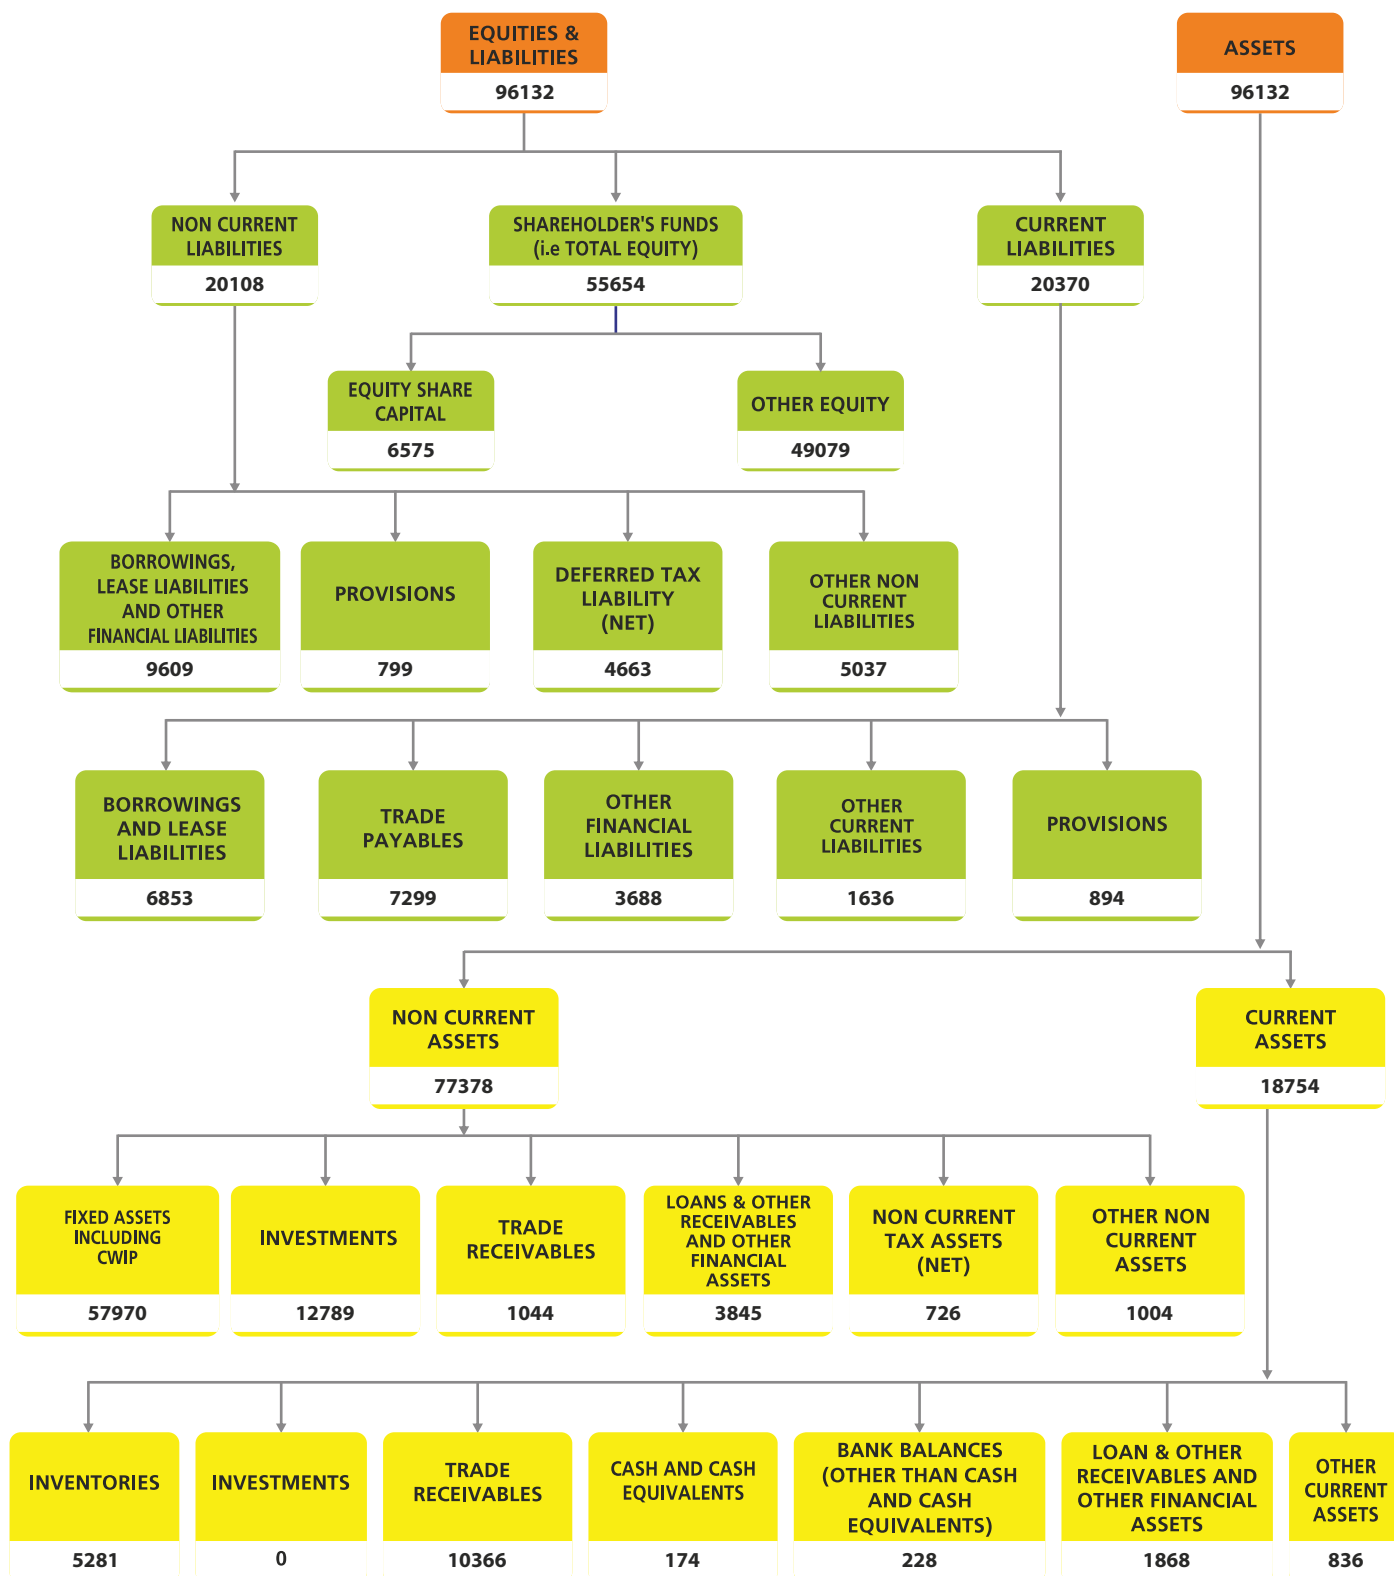 EQUITIES &
LIABILITIES
96132
ASSETS
96132
NON CURRENT
LIABILITIES
20108
SHAREHOLDER'S FUNDS
(i.e TOTAL EQUITY)
55654
CURRENT
LIABILITIES
20370
EQUITY SHARE
CAPITAL
6575
OTHER EQUITY
49079
BORROWINGS,
LEASE LIABILITIES
AND OTHER
FINANCIAL LIABILITIES
9609
PROVISIONS
799
DEFERRED TAX
LIABILITY
(NET)
4663
OTHER NON
CURRENT
LIABILITIES
5037
BORROWINGS
AND LEASE
LIABILITIES
6853
TRADE
PAYABLES
7299
OTHER
FINANCIAL
LIABILITIES
3688
OTHER
CURRENT
LIABILITIES
1636
PROVISIONS
894
NON CURRENT
ASSETS
77378
CURRENT
ASSETS
18754
FIXED ASSETS
INCLUDING
CWIP
57970
INVESTMENTS
12789
TRADE
RECEIVABLES
1044
LOANS & OTHER
RECEIVABLES
AND OTHER
FINANCIAL
ASSETS
3845
NON CURRENT
TAX ASSETS
(NET)
726
OTHER NON
CURRENT
ASSETS
1004
INVENTORIES
5281
INVESTMENTS
0
TRADE
RECEIVABLES
10366
CASH AND CASH
EQUIVALENTS
174
BANK BALANCES
(OTHER THAN CASH
AND CASH
EQUIVALENTS)
228
LOAN & OTHER
RECEIVABLES AND
OTHER FINANCIAL
ASSETS
1868
OTHER
CURRENT
ASSETS
836